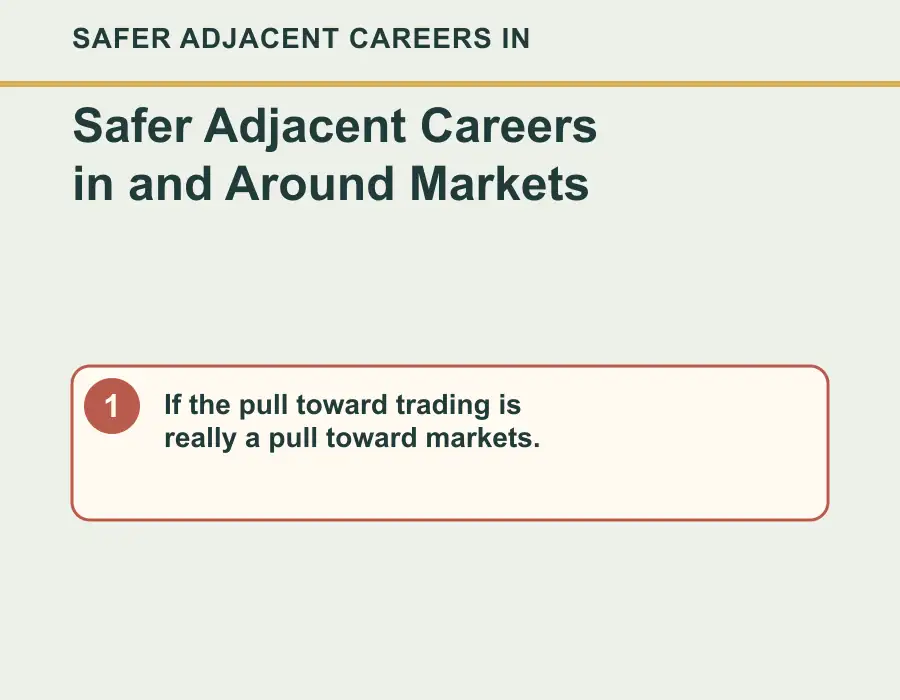 SAFER ADJACENT CAREERS IN
Safer Adjacent Careers
in and Around Markets
1
If the pull toward trading is
really a pull toward markets.